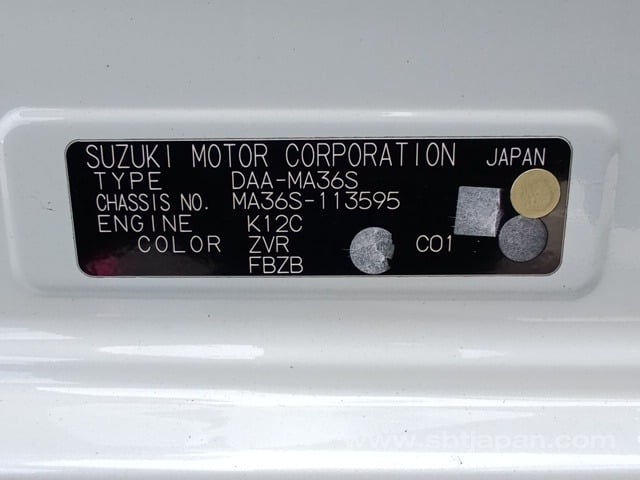 SUZUKI MOTOR CORPORATION JAPAN
TYPE DAA-MA36S
CHASSIS NO. MA36S-113595
ENGINE K12C
COLOR ZVR C01
FBZB
www.sbtjapan.com